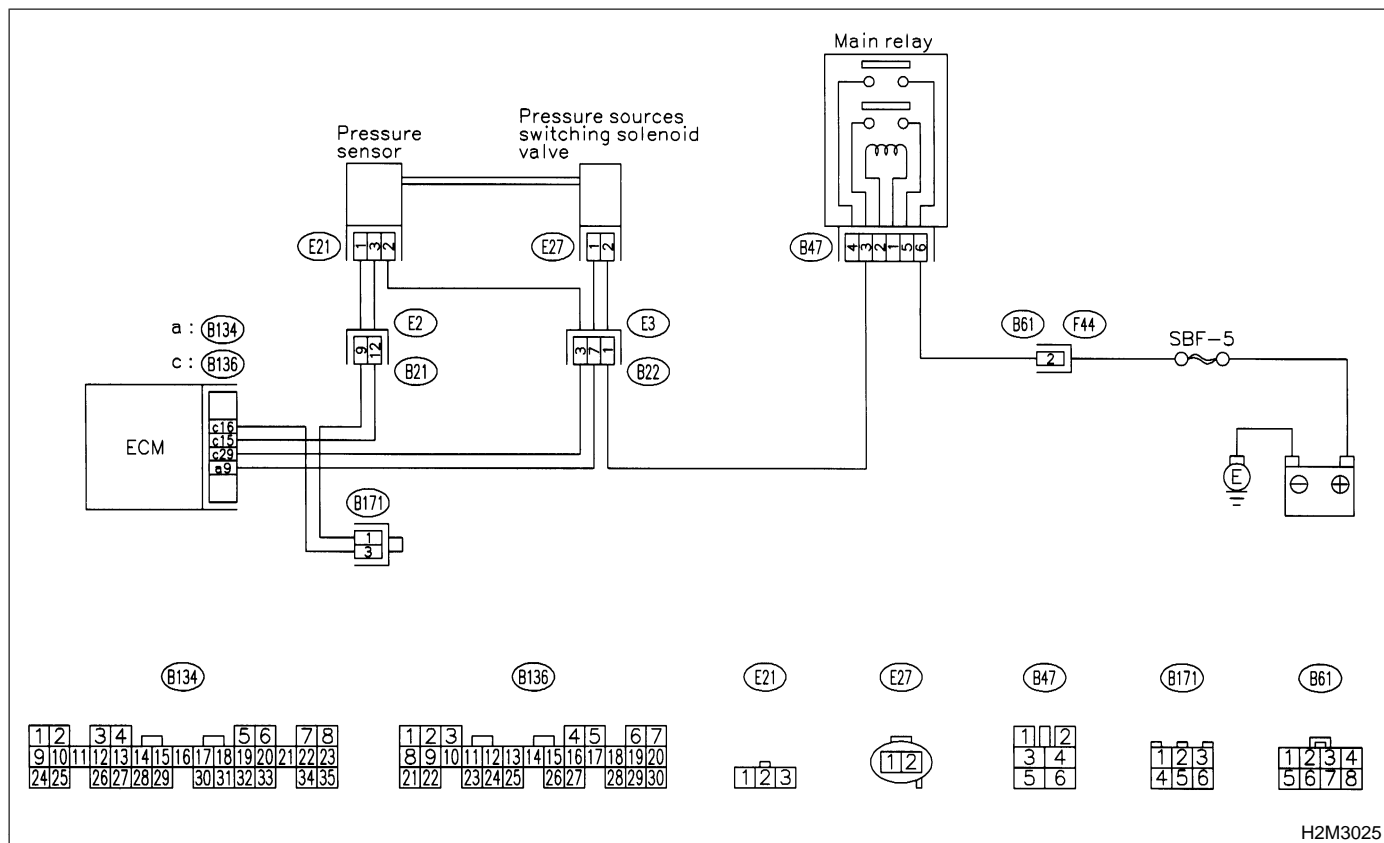 Main relay
Pressure
sensor
Pressure sources
switching solenoid
valve
E21
1 3 2
E27
1 2
B47
4 3 2 1 5 6
a : B134
c : B136
E2
9 12
B21
E3
3 7 1
B22
B61 F44
2
SBF-5
ECM
c16
c15
c29
a9
B171
1
3
E
⊖ ⊕
B134
1 2 3 4 5 6 7 8
9 10 11 12 13 14 15 16 17 18 19 20 21 22 23
24 25 26 27 28 29 30 31 32 33 34 35
B136
1 2 3 4 5 6 7
8 9 10 11 12 13 14 15 16 17 18 19 20
21 22 23 24 25 26 27 28 29 30
E21
1 2 3
E27
1 2
B47
1 2
3 4
5 6
B171
1 2 3
4 5 6
B61
1 2 3 4
5 6 7 8
H2M3025